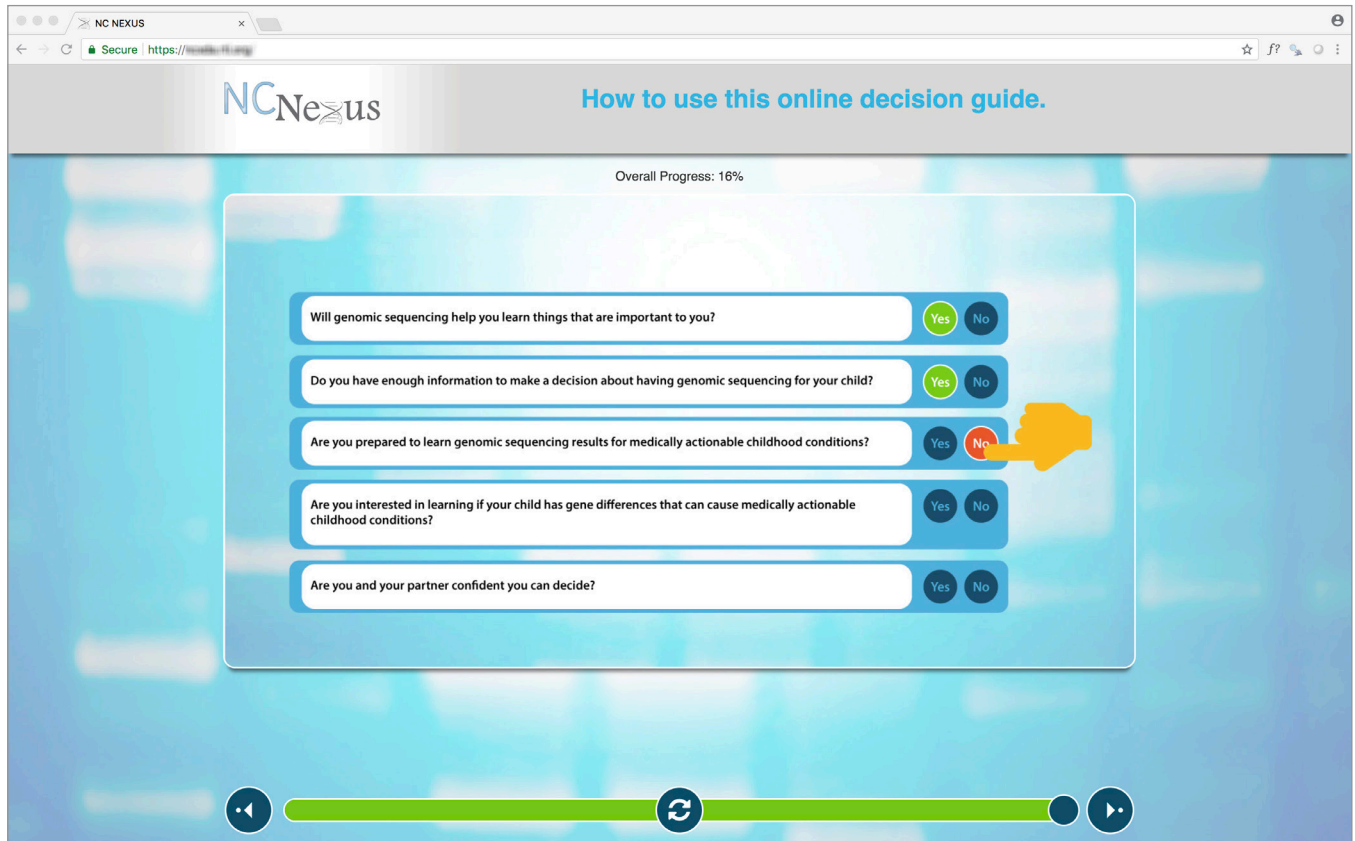 NC NEXUS
Secure https://
f?
NCNexus
How to use this online decision guide.
Overall Progress: 16%
Will genomic sequencing help you learn things that are important to you?
Yes No
Do you have enough information to make a decision about having genomic sequencing for your child?
Yes No
Are you prepared to learn genomic sequencing results for medically actionable childhood conditions?
Yes No
Are you interested in learning if your child has gene differences that can cause medically actionable
childhood conditions?
Yes No
Are you and your partner confident you can decide?
Yes No